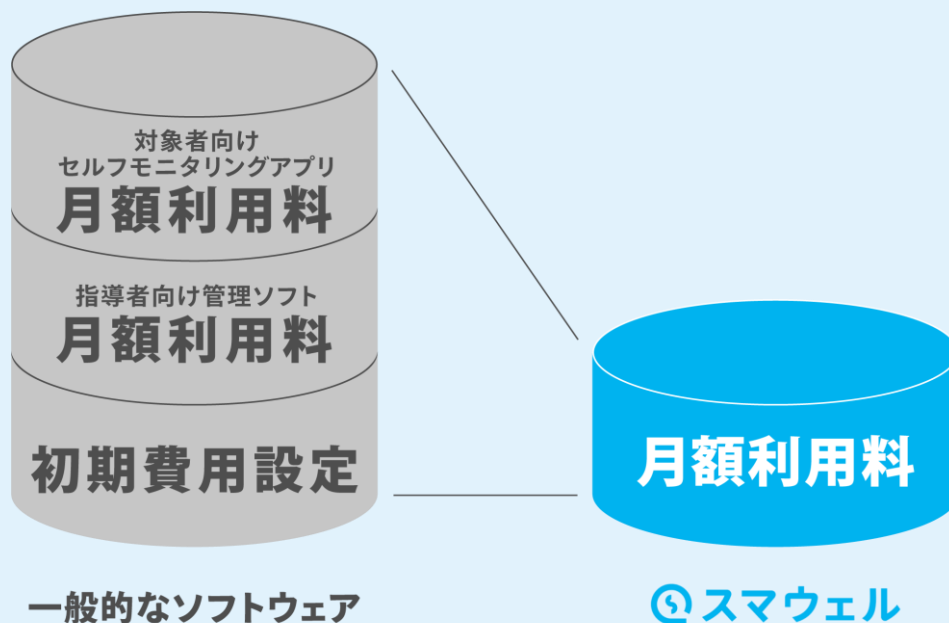 対象者向け
セルフモニタリングアプリ
月額利用料
指導者向け管理ソフト
月額利用料
初期費用設定
一般的なソフトウェア
月額利用料
スマウェル